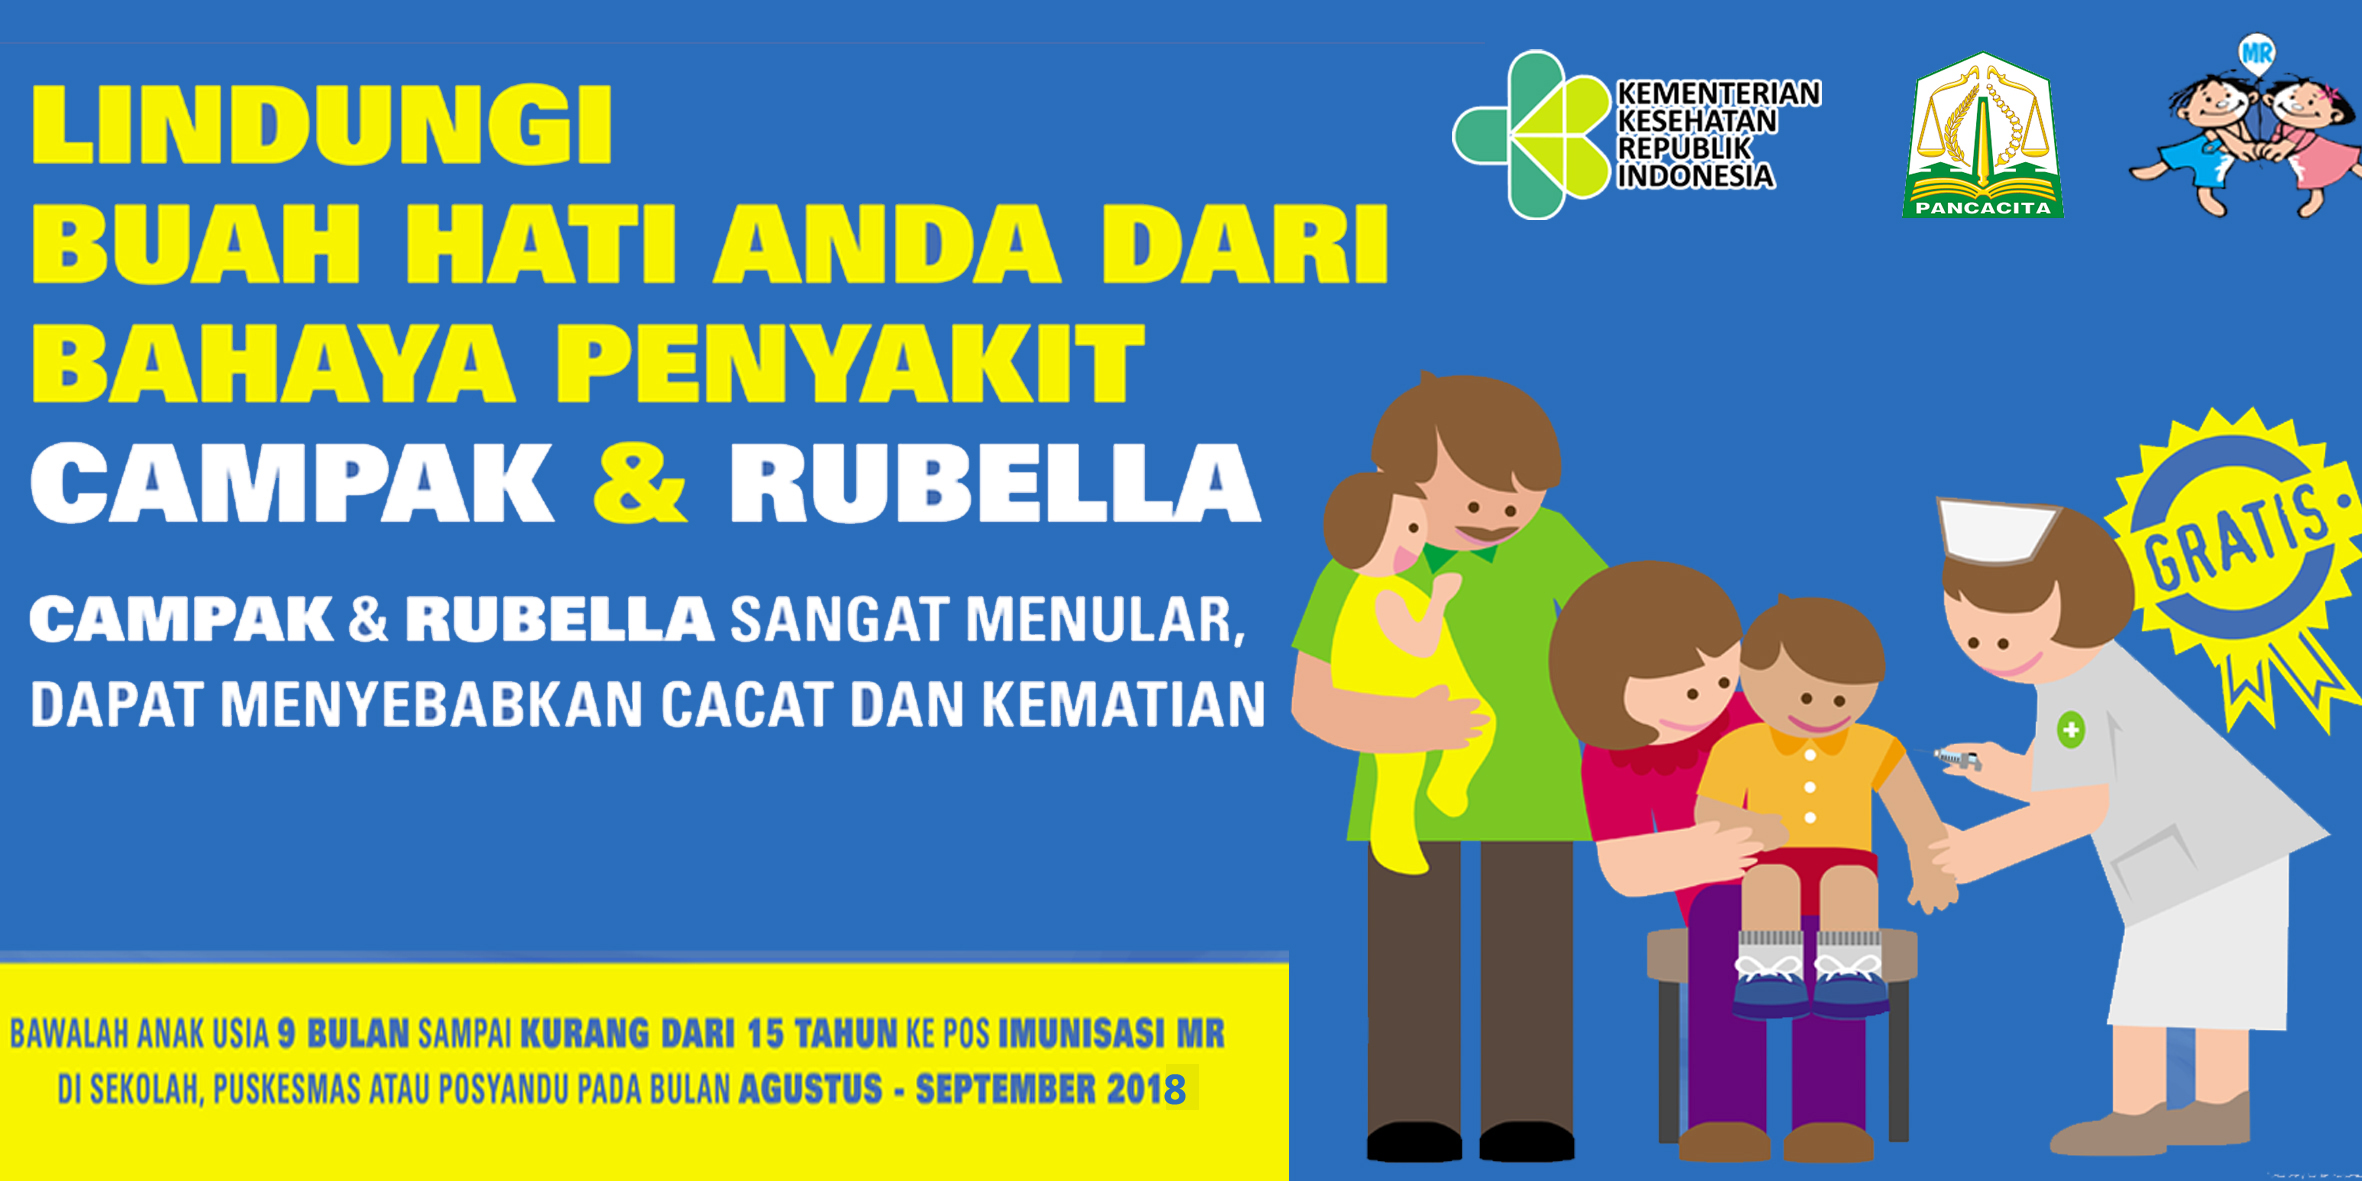 LINDUNGI
BUAH HATI ANDA DARI
BAHAYA PENYAKIT
CAMPAK & RUBELLA
CAMPAK & RUBELLA SANGAT MENULAR,
DAPAT MENYEBABKAN CACAT DAN KEMATIAN
BAWALAH ANAK USIA 9 BULAN SAMPAI KURANG DARI 15 TAHUN KE POS IMUNISASI MR
DI SEKOLAH, PUSKESMAS ATAU POSYANDU PADA BULAN AGUSTUS - SEPTEMBER 2018
KEMENTERIAN
KESEHATAN
REPUBLIK
INDONESIA
PANCACITA
MR
GRATIS